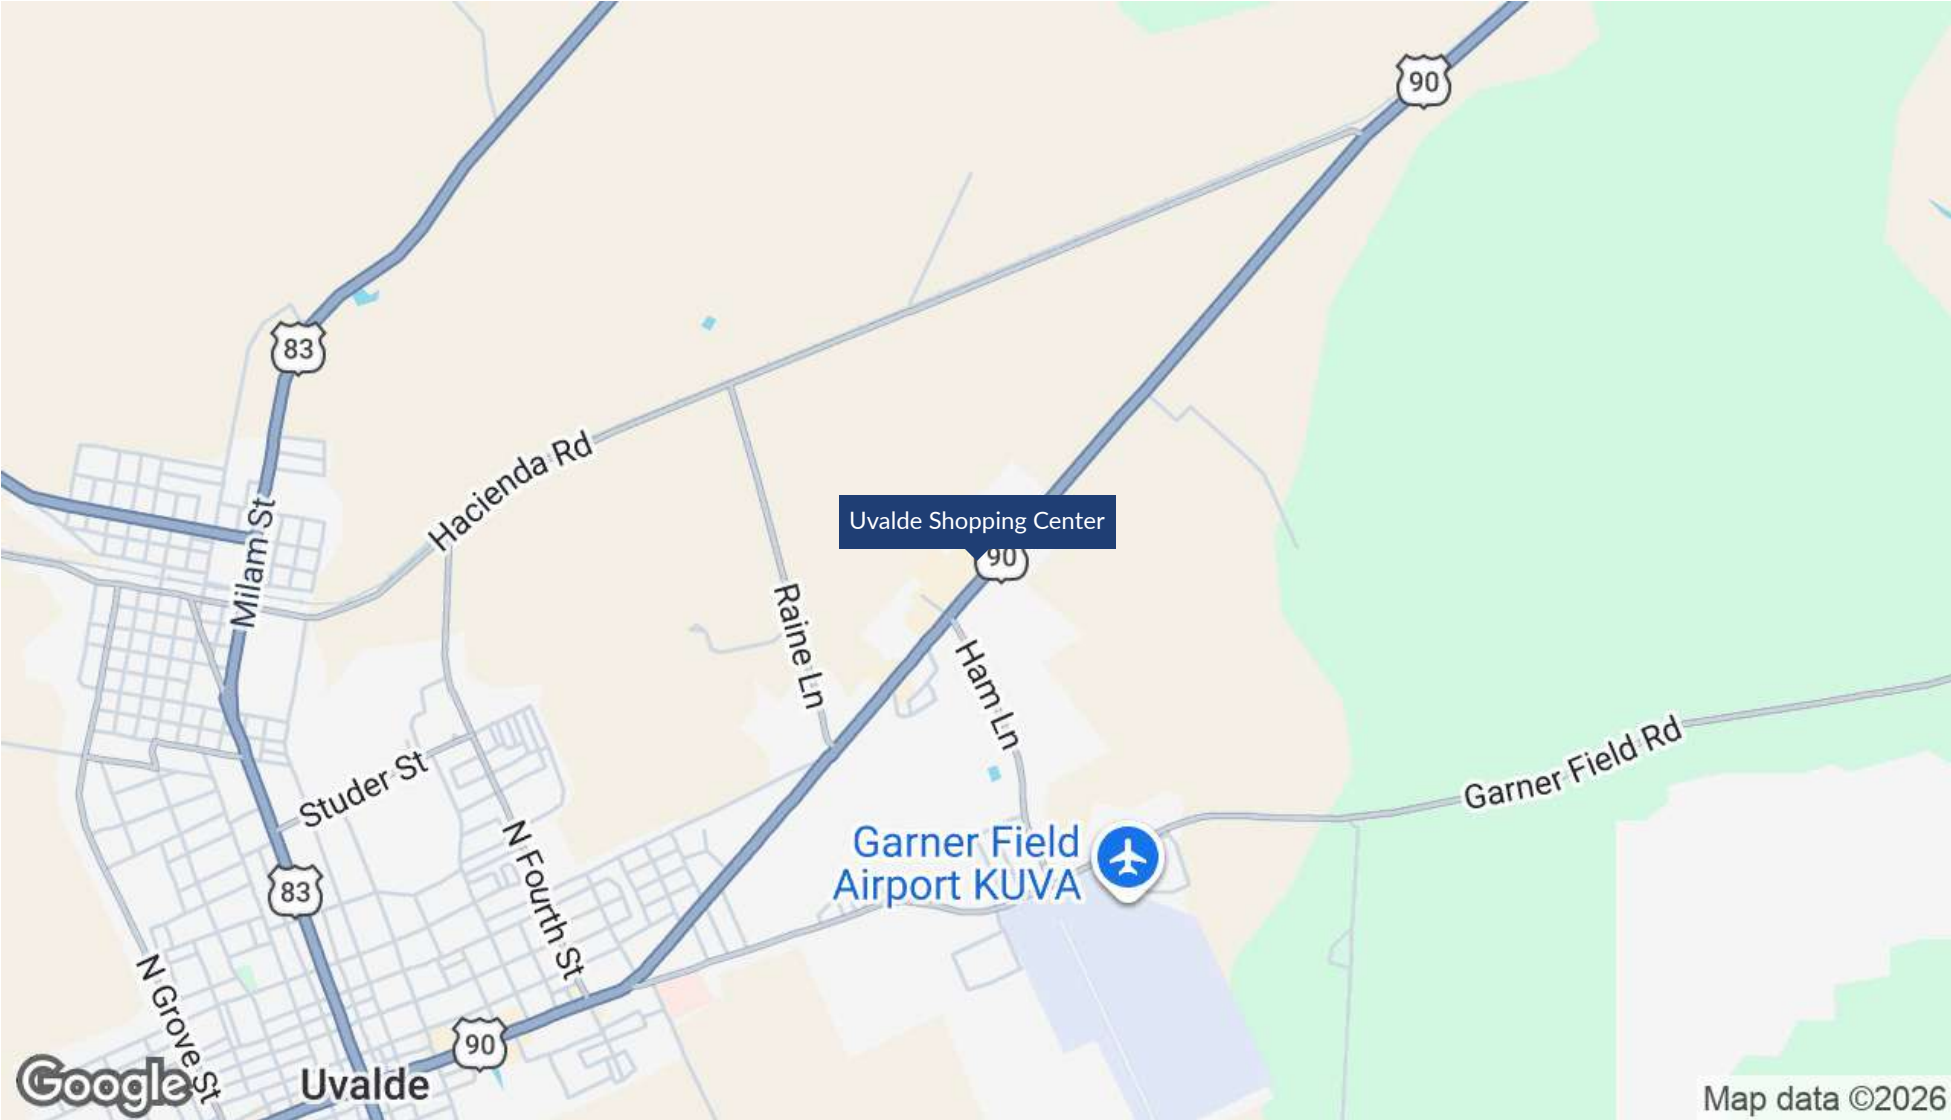 90
83
Hacienda Rd
Uvalde Shopping Center
90
Milam St
Raine Ln
Ham Ln
Garner Field Rd
Studer St
N Fourth St
Garner Field
Airport KUVA
83
N Grove St
90
Google
Uvalde
Map data ©2026